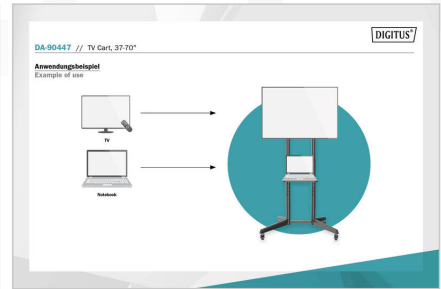 DIGITUS®
DA-90447 // TV Cart, 37-70"
Anwendungsbeispiel
Example of use
TV
Notebook